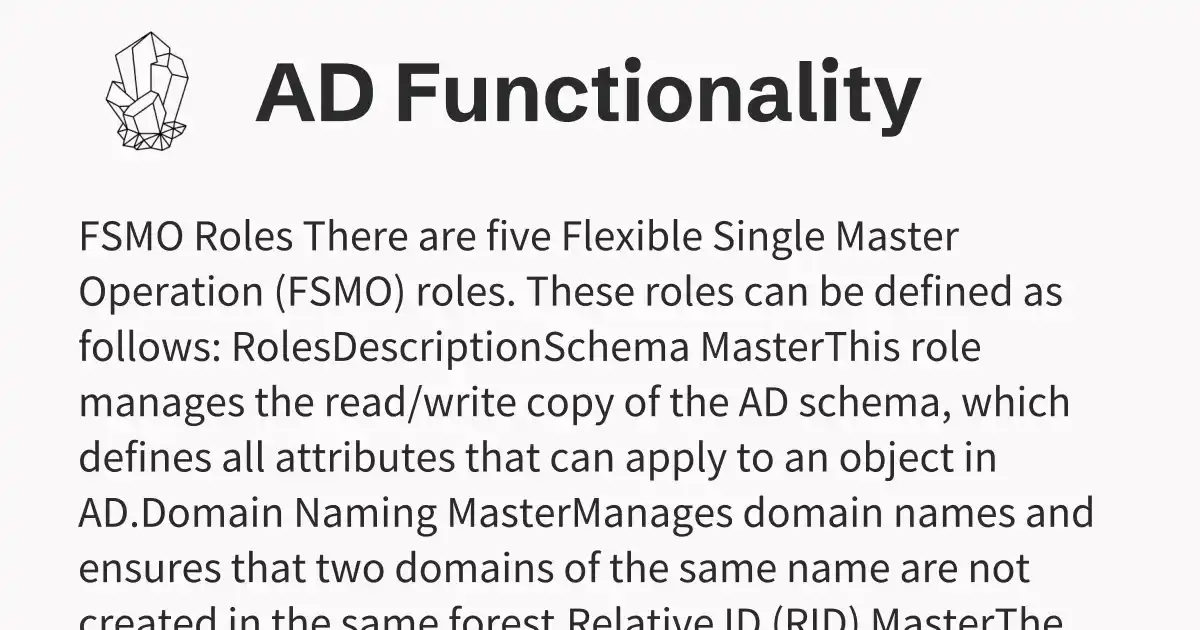 AD Functionality
FSMO Roles There are five Flexible Single Master
Operation (FSMO) roles. These roles can be defined as
follows: RolesDescriptionSchema MasterThis role
manages the read/write copy of the AD schema, which
defines all attributes that can apply to an object in
AD.Domain Naming MasterManages domain names and
ensures that two domains of the same name are not
created in the same forest.Relative ID (RID) MasterThe